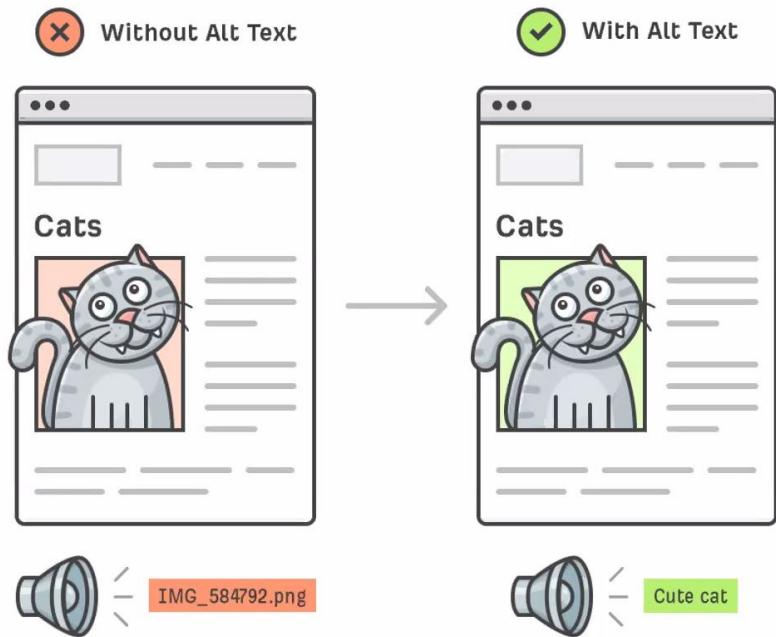 Without Alt Text
With Alt Text
Cats
Cats
IMG_584792.png
Cute cat